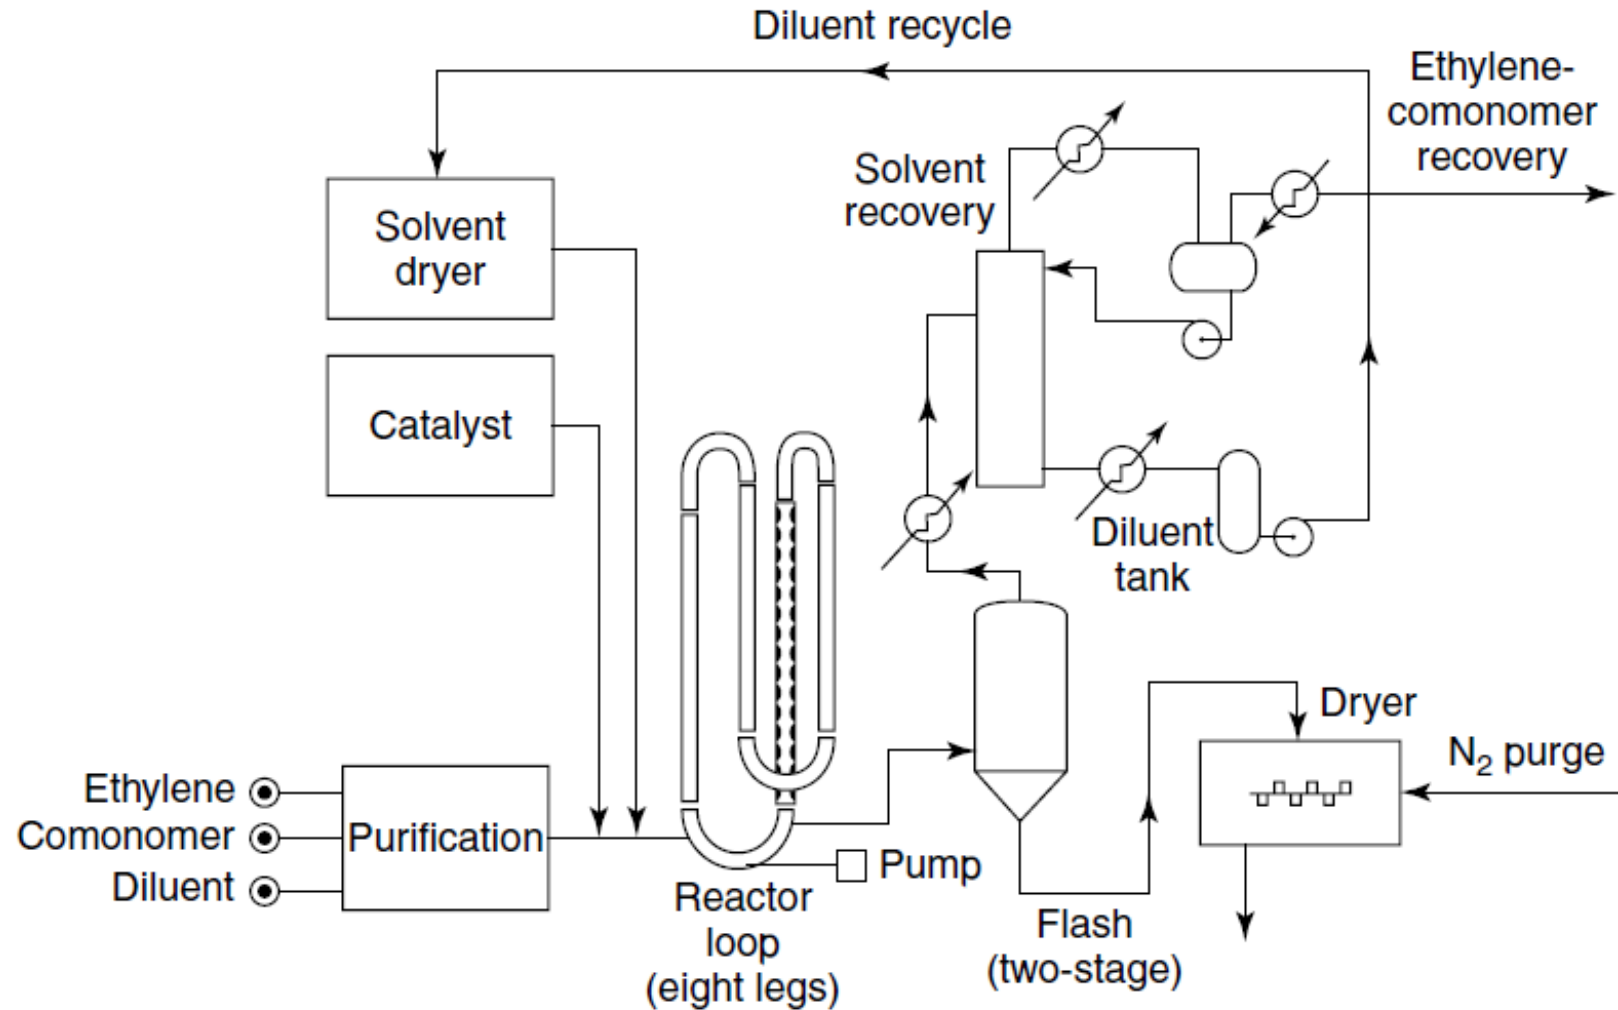 Diluent recycle
Ethylene-
comonomer
recovery
Solvent
recovery
Solvent
dryer
Catalyst
Diluent
tank
Dryer
N₂ purge
Ethylene
Comonomer
Diluent
Purification
Pump
Reactor
loop
(eight legs)
Flash
(two-stage)